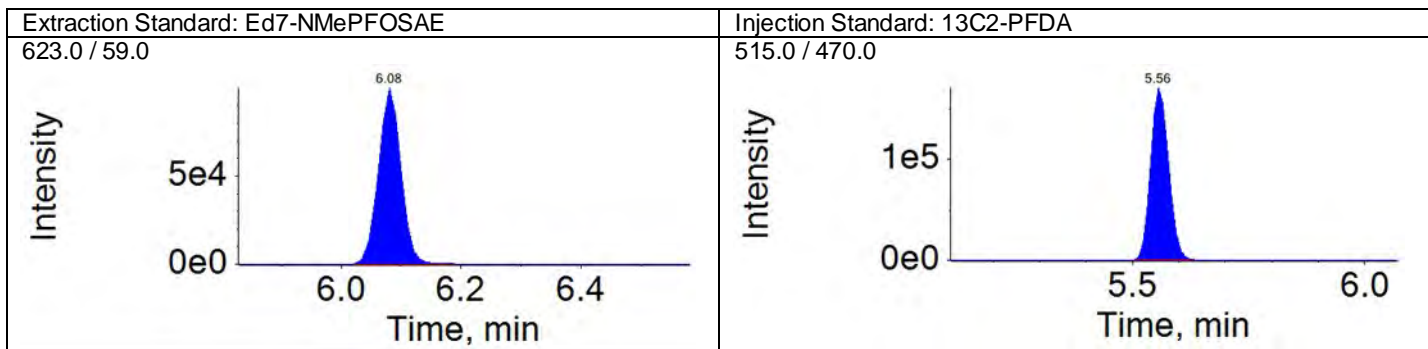 Extraction Standard: Ed7-NMePFOSAE
623.0 / 59.0
6.08
Intensity
5e4
0e0
6.0 6.2 6.4
Time, min
Injection Standard: 13C2-PFDA
515.0 / 470.0
5.56
Intensity
1e5
0e0
5.5 6.0
Time, min